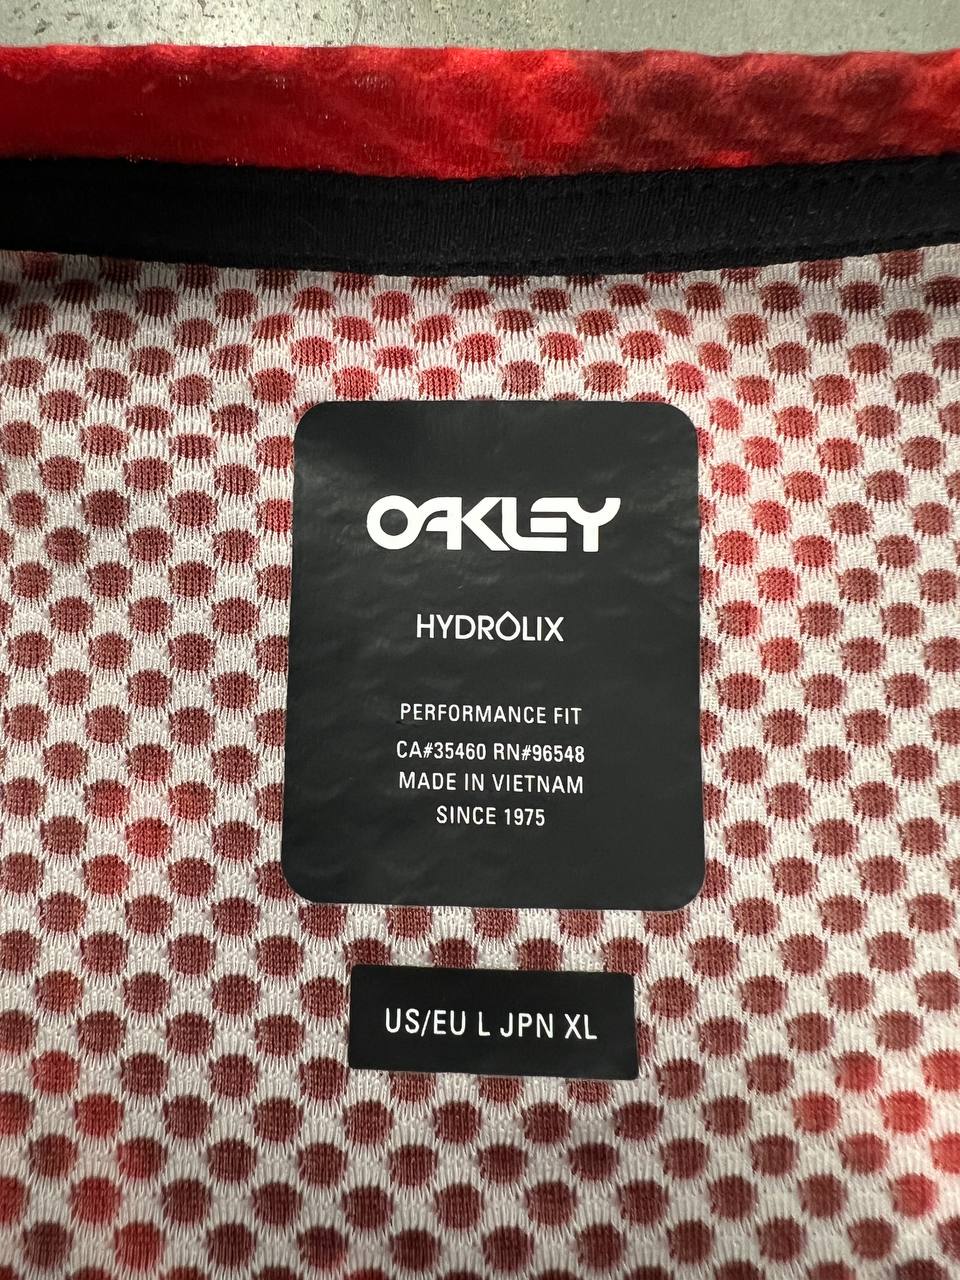 OAKLEY
HYDROLIX
PERFORMANCE FIT
CA#35460 RN#96548
MADE IN VIETNAM
SINCE 1975
US/EU L JPN XL